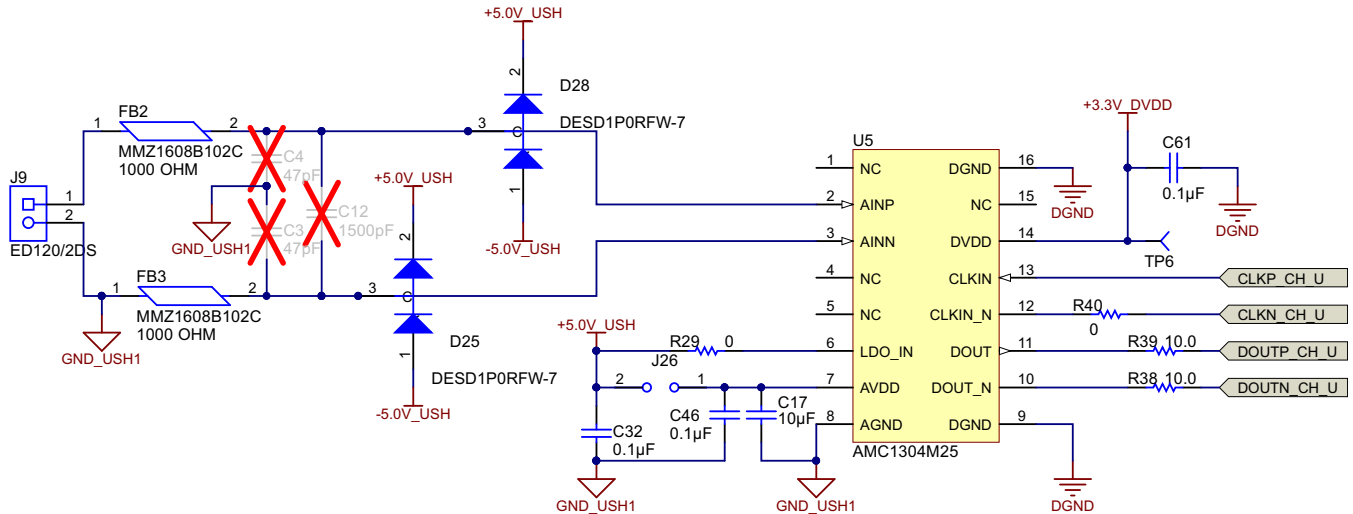 +5.0V_USH
2
D28
DESD1P0RFW-7
3
C
1
-5.0V_USH
FB2
1
2
MMZ1608B102C
1000 OHM
J9
1
2
ED120/2DS
C4
47pF
GND_USH1
C3
47pF
C12
1500pF
FB3
1
2
MMZ1608B102C
1000 OHM
GND_USH1
+5.0V_USH
2
3
C
1
D25
DESD1P0RFW-7
-5.0V_USH
+5.0V_USH
R29 0
J26
2 1
C32
0.1µF
C46
0.1µF
C17
10µF
GND_USH1
GND_USH1
U5
1 NC
2 AINP
3 AINN
4 NC
5 NC
6 LDO_IN
7 AVDD
8 AGND
DGND 16
NC 15
DVDD 14
CLKIN 13
CLKIN_N 12
DOUT 11
DOUT_N 10
DGND 9
AMC1304M25
+3.3V_DVDD
C61
0.1µF
DGND
DGND
TP6
CLKP_CH_U
R40
0
CLKN_CH_U
R39 10.0
DOUTP_CH_U
R38 10.0
DOUTN_CH_U
DGND